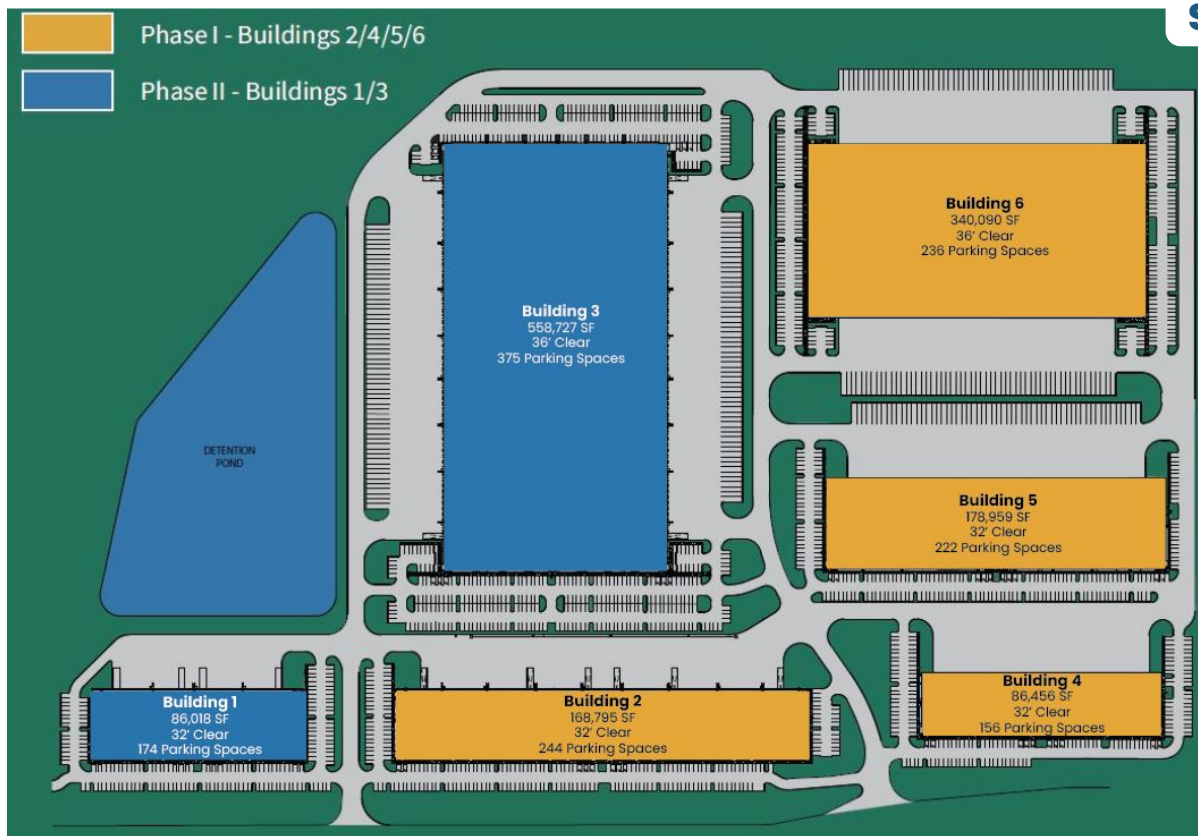 S
Phase I - Buildings 2/4/5/6
Phase II - Buildings 1/3
Building 6
340,090 SF
36' Clear
236 Parking Spaces
Building 3
558,727 SF
36' Clear
375 Parking Spaces
DETENTION
POND
Building 5
178,959 SF
32' Clear
222 Parking Spaces
Building 4
86,456 SF
32' Clear
156 Parking Spaces
Building 1
86,018 SF
32' Clear
174 Parking Spaces
Building 2
168,795 SF
32' Clear
244 Parking Spaces